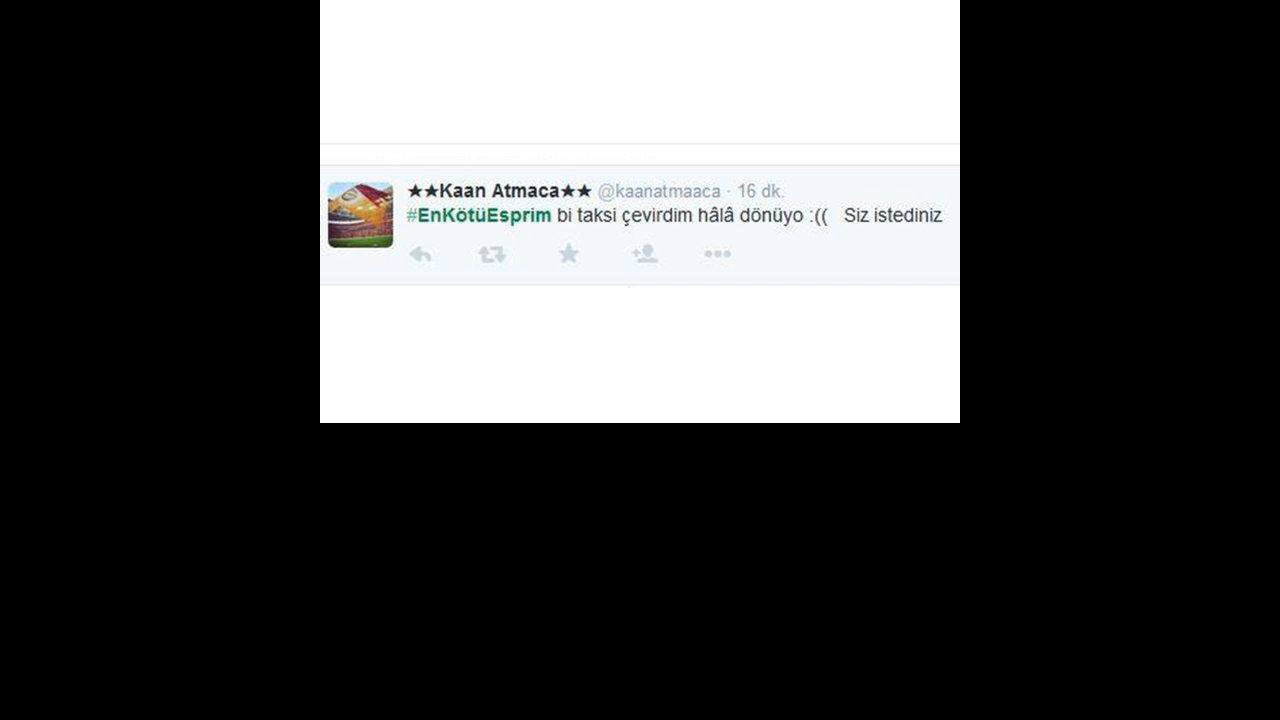 ★★Kaan Atmaca★★ @kaanatmaaca · 16 dk.
#EnKötüEsprim bi taksi çevirdim hâlâ dönüyo :(( Siz istediniz